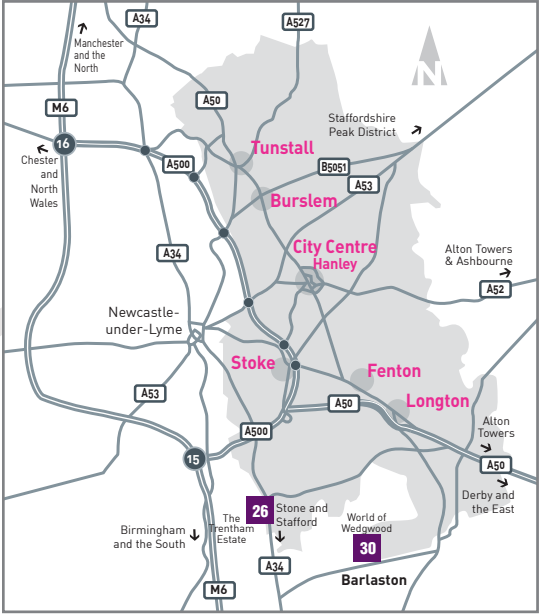 A34
A527
Manchester
and the
North
N
A50
M6
Staffordshire
Peak District
16
Tunstall
A500
B5051
Chester
and
North
Wales
A53
Burslem
City Centre
Hanley
A34
Alton Towers
& Ashbourne
A52
Newcastle-
under-Lyme
Stoke
Fenton
A53
A50
Longton
A500
Alton
Towers
15
A50
Derby and
the East
26
Stone and
Stafford
The
Trentham
Estate
World of
Wedgwood
Birmingham
and the South
30
A34
Barlaston
M6